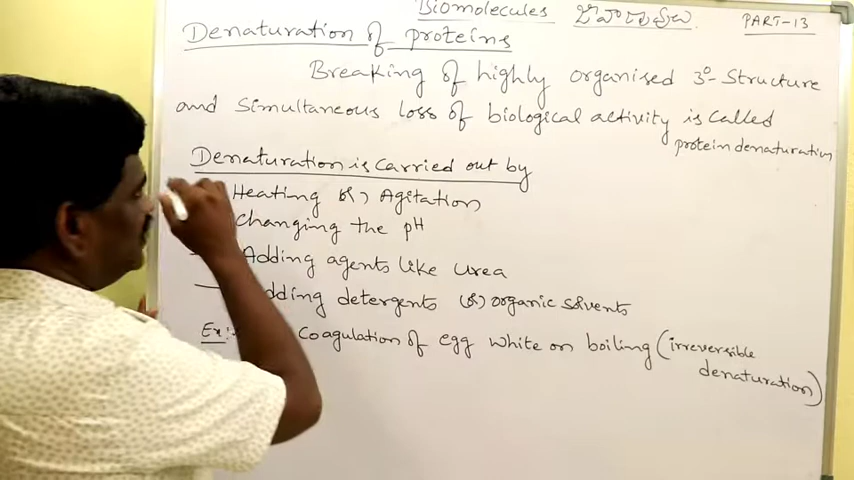 Biomolecules జీవాణువులు PART-13
Denaturation of proteins
Breaking of highly organised 3°-Structure
and simultaneous loss of biological activity is called
protein denaturation
Denaturation is carried out by
Heating (or) Agitation
Changing the pH
Adding agents like urea
Adding detergents (or) organic solvents
Ex:- Coagulation of egg white on boiling (irreversible
denaturation)